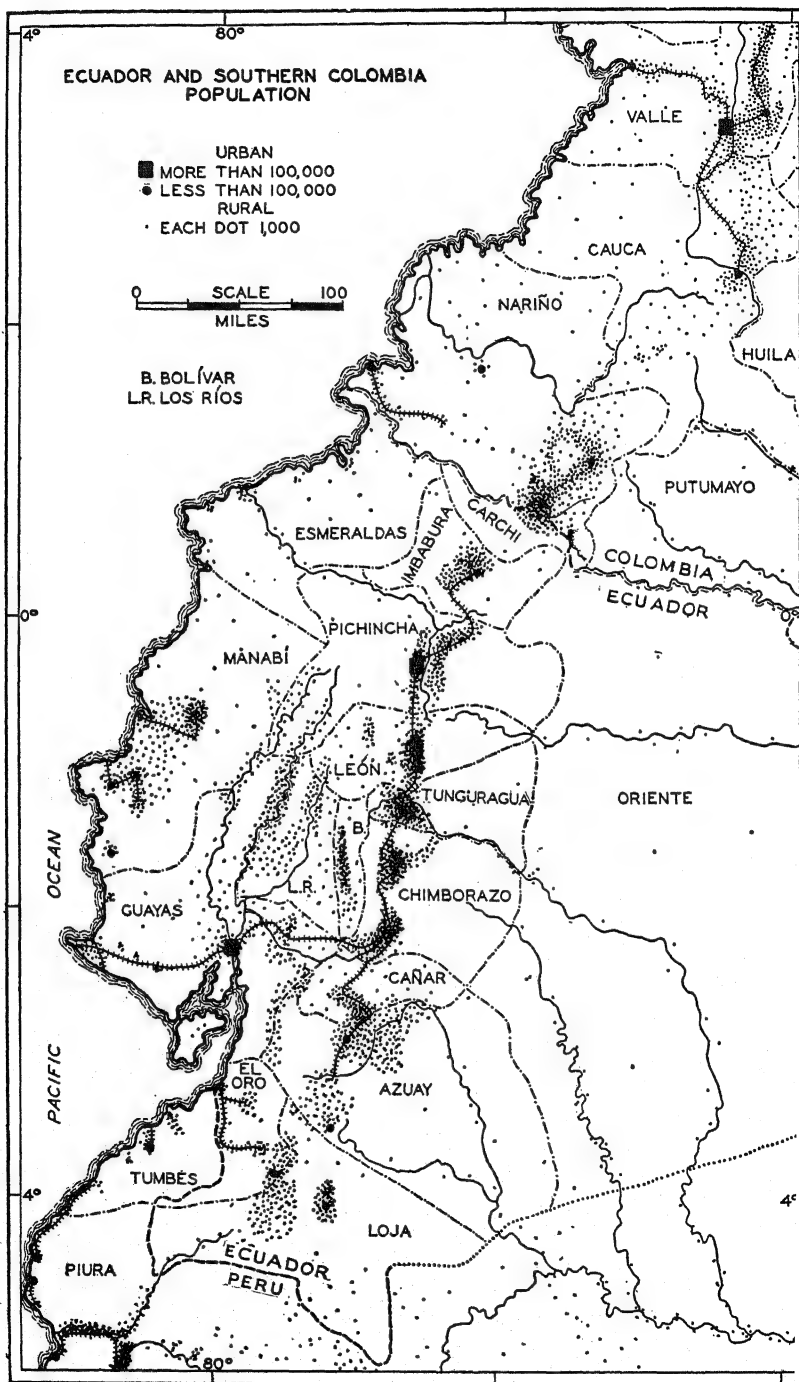 4°
80°
ECUADOR AND SOUTHERN COLOMBIA
POPULATION
URBAN
MORE THAN 100,000
LESS THAN 100,000
RURAL
EACH DOT 1,000
0 SCALE 100
MILES
B. BOLÍVAR
L.R. LOS RÍOS
VALLE
CAUCA
NARIÑO
HUILA
PUTUMAYO
ESMERALDAS
IMBABURA
CARCHI
COLOMBIA
ECUADOR
0°
0°
PICHINCHA
MANABÍ
LEÓN
TUNGURAGUA
ORIENTE
B.
L.R.
CHIMBORAZO
GUAYAS
OCEAN
CAÑAR
PACIFIC
EL
ORO
AZUAY
TUMBES
4°
4°
LOJA
PIURA
ECUADOR
PERU
80°